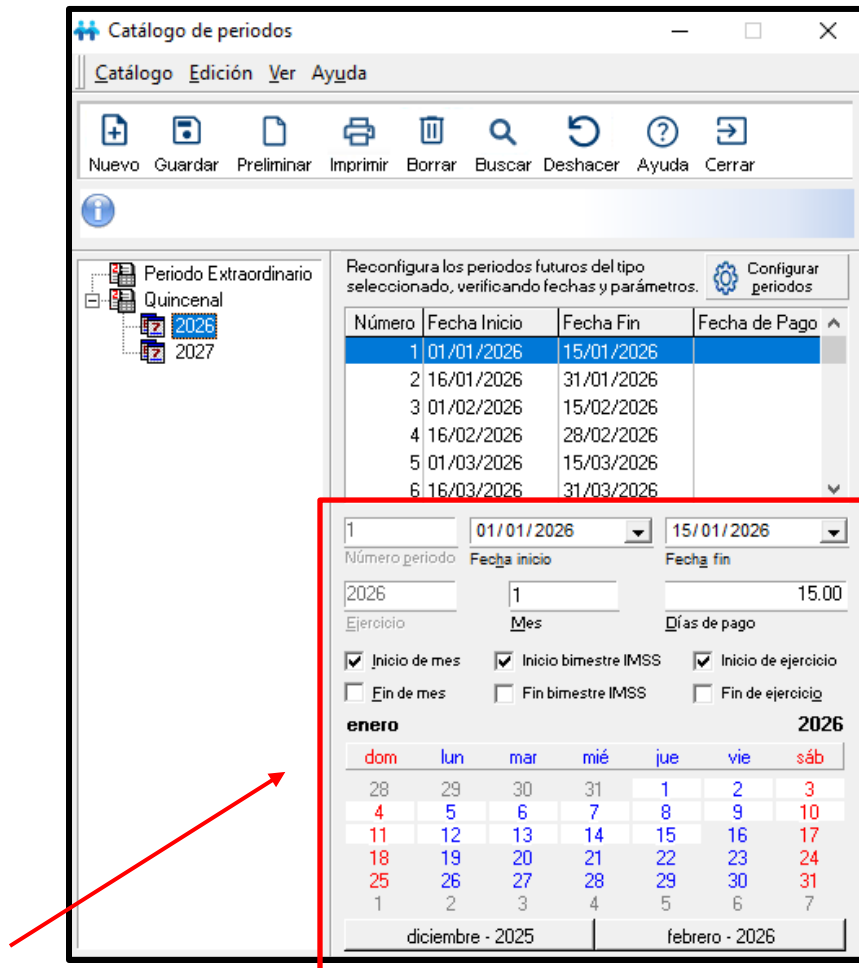 Catálogo de periodos
Catálogo Edición Ver Ayuda
Nuevo Guardar Preliminar Imprimir Borrar Buscar Deshacer Ayuda Cerrar
Periodo Extraordinario
Quincenal
2026
2027
Reconfigura los periodos futuros del tipo
seleccionado, verificando fechas y parámetros.
Configurar
periodos
Número Fecha Inicio Fecha Fin Fecha de Pago
1 01/01/2026 15/01/2026
2 16/01/2026 31/01/2026
3 01/02/2026 15/02/2026
4 16/02/2026 28/02/2026
5 01/03/2026 15/03/2026
6 16/03/2026 31/03/2026
1 01/01/2026 15/01/2026
Número periodo Fecha inicio Fecha fin
2026 1 15.00
Ejercicio Mes Días de pago
Inicio de mes Inicio bimestre IMSS Inicio de ejercicio
Fin de mes Fin bimestre IMSS Fin de ejercicio
enero 2026
dom lun mar mié jue vie sáb
28 29 30 31 1 2 3
4 5 6 7 8 9 10
11 12 13 14 15 16 17
18 19 20 21 22 23 24
25 26 27 28 29 30 31
1 2 3 4 5 6 7
diciembre - 2025 febrero - 2026